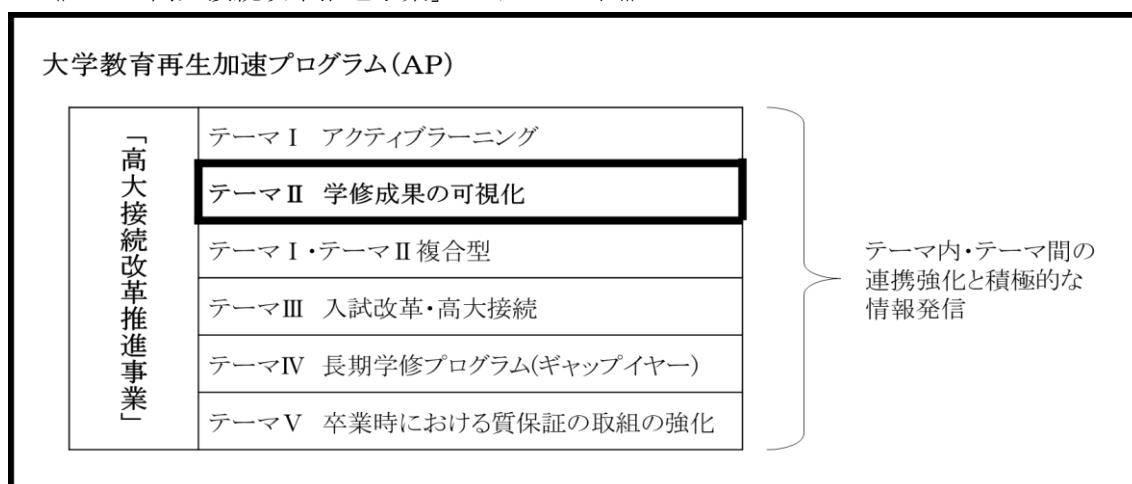 大学教育再生加速プログラム(AP)
「高大接続改革推進事業」
テーマⅠ アクティブラーニング
テーマⅡ 学修成果の可視化
テーマⅠ・テーマⅡ複合型
テーマⅢ 入試改革・高大接続
テーマⅣ 長期学修プログラム(ギャップイヤー)
テーマⅤ 卒業時における質保証の取組の強化
テーマ内・テーマ間の
連携強化と積極的な
情報発信